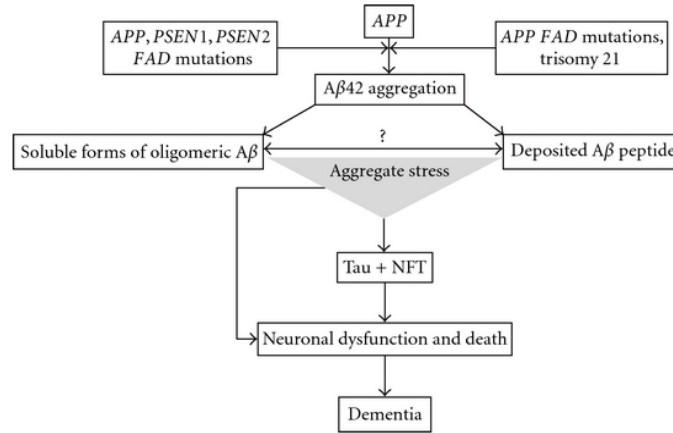 APP
APP, PSEN1, PSEN2
FAD mutations
APP FAD mutations,
trisomy 21
Aβ42 aggregation
?
Soluble forms of oligomeric Aβ
Deposited Aβ peptide
Aggregate stress
Tau + NFT
Neuronal dysfunction and death
Dementia